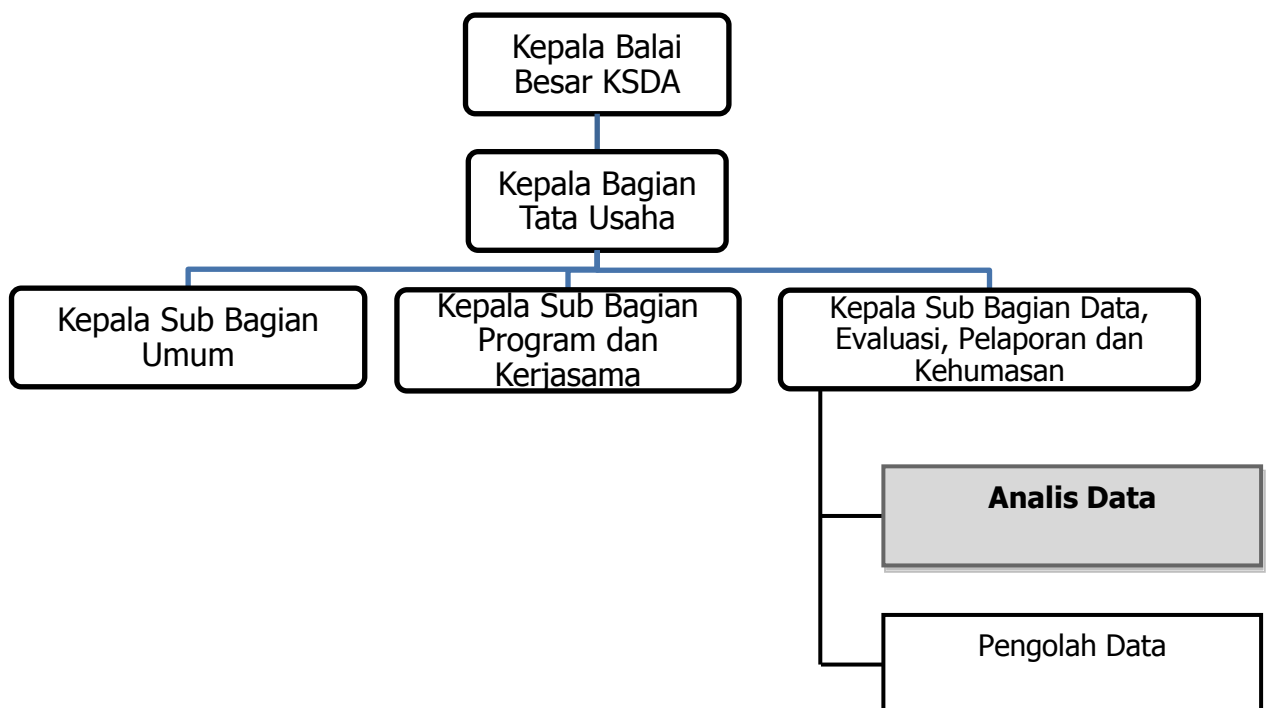 Kepala Balai
Besar KSDA
Kepala Bagian
Tata Usaha
Kepala Sub Bagian
Umum
Kepala Sub Bagian
Program dan
Kerjasama
Kepala Sub Bagian Data,
Evaluasi, Pelaporan dan
Kehumasan
Analis Data
Pengolah Data